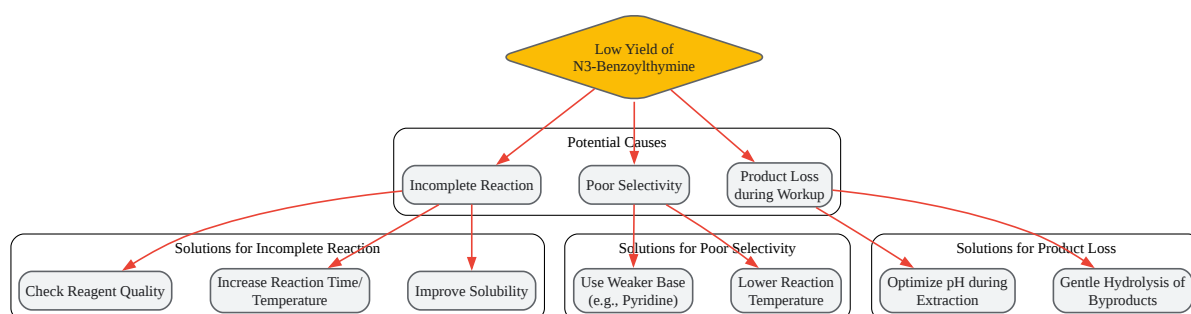 Low Yield of
N3-Benzoylthymine
Potential Causes
Incomplete Reaction
Poor Selectivity
Product Loss
during Workup
Solutions for Incomplete Reaction
Solutions for Poor Selectivity
Solutions for Product Loss
Check Reagent Quality
Increase Reaction Time/
Temperature
Improve Solubility
Use Weaker Base
(e.g., Pyridine)
Lower Reaction
Temperature
Optimize pH during
Extraction
Gentle Hydrolysis of
Byproducts